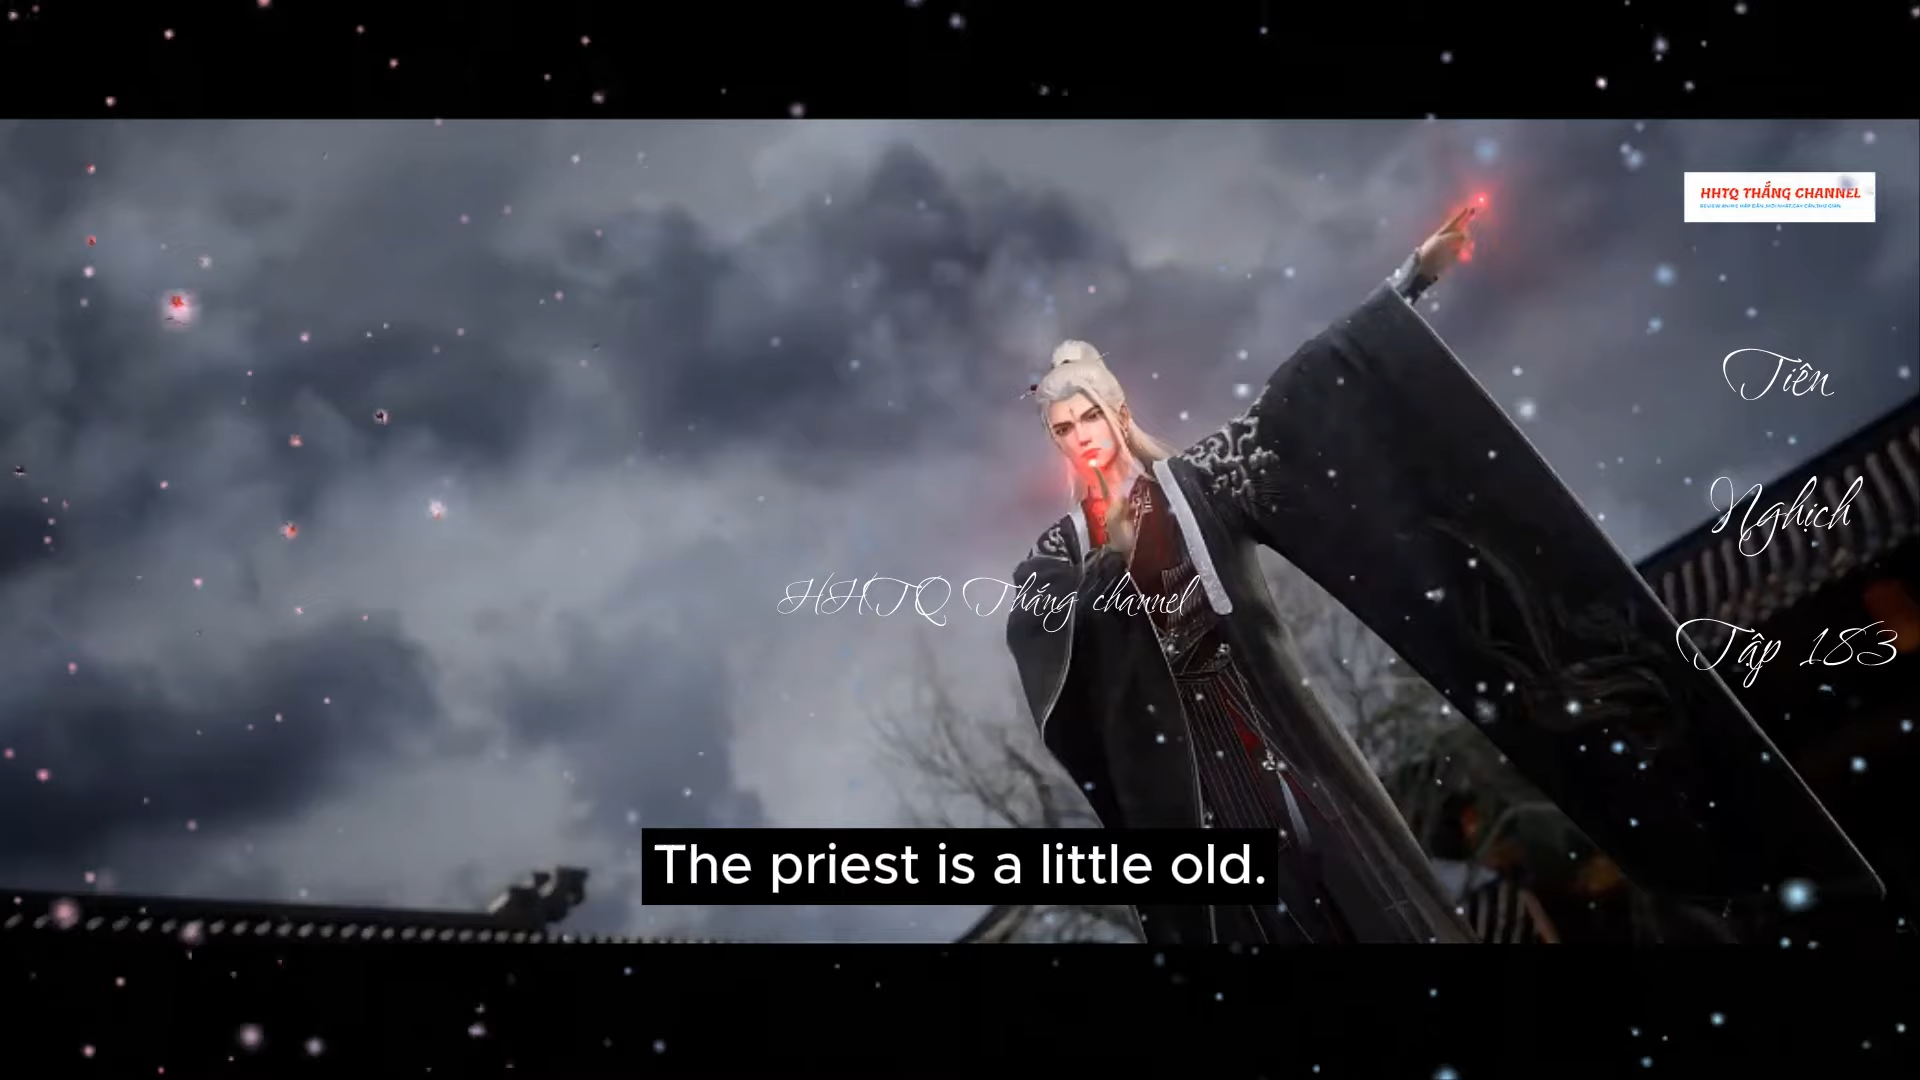 HHTQ THẮNG CHANNEL
Tiên
Nghịch
HHTQ Thắng channel
Tập 183
The priest is a little old.